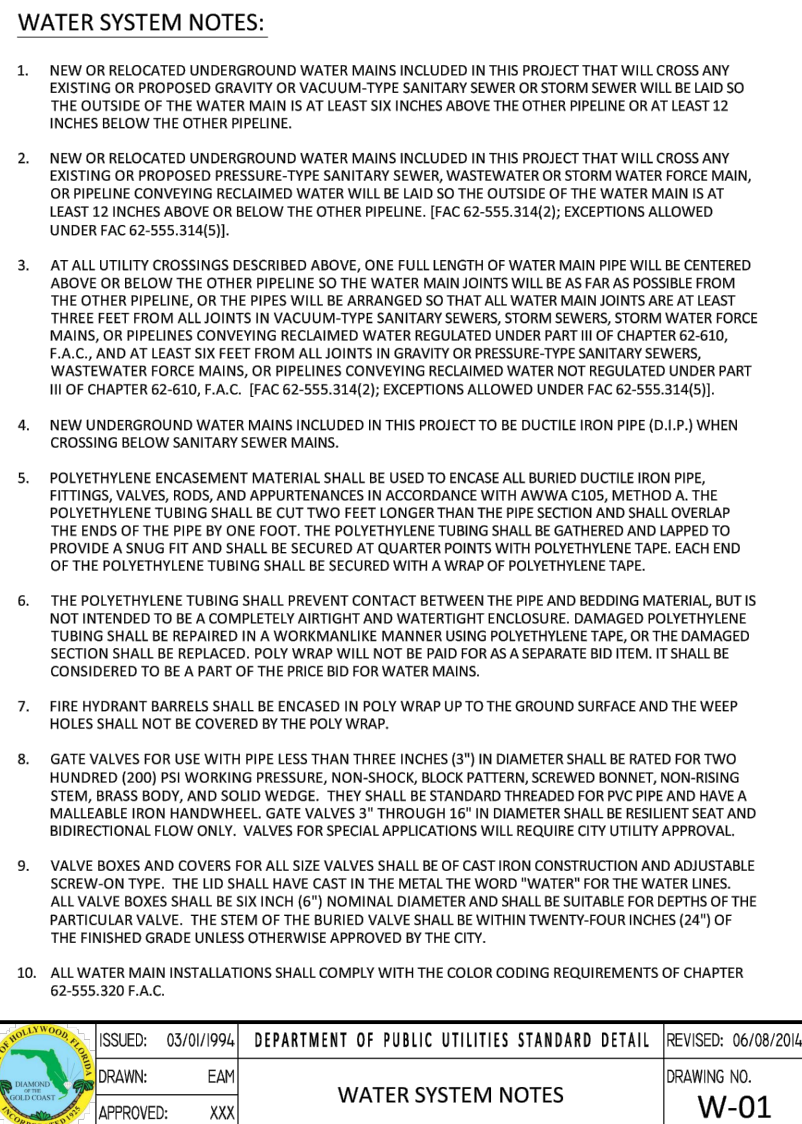 WATER SYSTEM NOTES:
1. NEW OR RELOCATED UNDERGROUND WATER MAINS INCLUDED IN THIS PROJECT THAT WILL CROSS ANY
EXISTING OR PROPOSED GRAVITY OR VACUUM-TYPE SANITARY SEWER OR STORM SEWER WILL BE LAID SO
THE OUTSIDE OF THE WATER MAIN IS AT LEAST SIX INCHES ABOVE THE OTHER PIPELINE OR AT LEAST 12
INCHES BELOW THE OTHER PIPELINE.
2. NEW OR RELOCATED UNDERGROUND WATER MAINS INCLUDED IN THIS PROJECT THAT WILL CROSS ANY
EXISTING OR PROPOSED PRESSURE-TYPE SANITARY SEWER, WASTEWATER OR STORM WATER FORCE MAIN,
OR PIPELINE CONVEYING RECLAIMED WATER WILL BE LAID SO THE OUTSIDE OF THE WATER MAIN IS AT
LEAST 12 INCHES ABOVE OR BELOW THE OTHER PIPELINE. [FAC 62-555.314(2); EXCEPTIONS ALLOWED
UNDER FAC 62-555.314(5)].
3. AT ALL UTILITY CROSSINGS DESCRIBED ABOVE, ONE FULL LENGTH OF WATER MAIN PIPE WILL BE CENTERED
ABOVE OR BELOW THE OTHER PIPELINE SO THE WATER MAIN JOINTS WILL BE AS FAR AS POSSIBLE FROM
THE OTHER PIPELINE, OR THE PIPES WILL BE ARRANGED SO THAT ALL WATER MAIN JOINTS ARE AT LEAST
THREE FEET FROM ALL JOINTS IN VACUUM-TYPE SANITARY SEWERS, STORM SEWERS, STORM WATER FORCE
MAINS, OR PIPELINES CONVEYING RECLAIMED WATER REGULATED UNDER PART III OF CHAPTER 62-610,
F.A.C., AND AT LEAST SIX FEET FROM ALL JOINTS IN GRAVITY OR PRESSURE-TYPE SANITARY SEWERS,
WASTEWATER FORCE MAINS, OR PIPELINES CONVEYING RECLAIMED WATER NOT REGULATED UNDER PART
III OF CHAPTER 62-610, F.A.C. [FAC 62-555.314(2); EXCEPTIONS ALLOWED UNDER FAC 62-555.314(5)].
4. NEW UNDERGROUND WATER MAINS INCLUDED IN THIS PROJECT TO BE DUCTILE IRON PIPE (D.I.P.) WHEN
CROSSING BELOW SANITARY SEWER MAINS.
5. POLYETHYLENE ENCASEMENT MATERIAL SHALL BE USED TO ENCASE ALL BURIED DUCTILE IRON PIPE,
FITTINGS, VALVES, RODS, AND APPURTENANCES IN ACCORDANCE WITH AWWA C105, METHOD A. THE
POLYETHYLENE TUBING SHALL BE CUT TWO FEET LONGER THAN THE PIPE SECTION AND SHALL OVERLAP
THE ENDS OF THE PIPE BY ONE FOOT. THE POLYETHYLENE TUBING SHALL BE GATHERED AND LAPPED TO
PROVIDE A SNUG FIT AND SHALL BE SECURED AT QUARTER POINTS WITH POLYETHYLENE TAPE. EACH END
OF THE POLYETHYLENE TUBING SHALL BE SECURED WITH A WRAP OF POLYETHYLENE TAPE.
6. THE POLYETHYLENE TUBING SHALL PREVENT CONTACT BETWEEN THE PIPE AND BEDDING MATERIAL, BUT IS
NOT INTENDED TO BE A COMPLETELY AIRTIGHT AND WATERTIGHT ENCLOSURE. DAMAGED POLYETHYLENE
TUBING SHALL BE REPAIRED IN A WORKMANLIKE MANNER USING POLYETHYLENE TAPE, OR THE DAMAGED
SECTION SHALL BE REPLACED. POLY WRAP WILL NOT BE PAID FOR AS A SEPARATE BID ITEM. IT SHALL BE
CONSIDERED TO BE A PART OF THE PRICE BID FOR WATER MAINS.
7. FIRE HYDRANT BARRELS SHALL BE ENCASED IN POLY WRAP UP TO THE GROUND SURFACE AND THE WEEP
HOLES SHALL NOT BE COVERED BY THE POLY WRAP.
8. GATE VALVES FOR USE WITH PIPE LESS THAN THREE INCHES (3") IN DIAMETER SHALL BE RATED FOR TWO
HUNDRED (200) PSI WORKING PRESSURE, NON-SHOCK, BLOCK PATTERN, SCREWED BONNET, NON-RISING
STEM, BRASS BODY, AND SOLID WEDGE. THEY SHALL BE STANDARD THREADED FOR PVC PIPE AND HAVE A
MALLEABLE IRON HANDWHEEL. GATE VALVES 3" THROUGH 16" IN DIAMETER SHALL BE RESILIENT SEAT AND
BIDIRECTIONAL FLOW ONLY. VALVES FOR SPECIAL APPLICATIONS WILL REQUIRE CITY UTILITY APPROVAL.
9. VALVE BOXES AND COVERS FOR ALL SIZE VALVES SHALL BE OF CAST IRON CONSTRUCTION AND ADJUSTABLE
SCREW-ON TYPE. THE LID SHALL HAVE CAST IN THE METAL THE WORD "WATER" FOR THE WATER LINES.
ALL VALVE BOXES SHALL BE SIX INCH (6") NOMINAL DIAMETER AND SHALL BE SUITABLE FOR DEPTHS OF THE
PARTICULAR VALVE. THE STEM OF THE BURIED VALVE SHALL BE WITHIN TWENTY-FOUR INCHES (24") OF
THE FINISHED GRADE UNLESS OTHERWISE APPROVED BY THE CITY.
10. ALL WATER MAIN INSTALLATIONS SHALL COMPLY WITH THE COLOR CODING REQUIREMENTS OF CHAPTER
62-555.320 F.A.C.
OF HOLLYWOOD, FLORIDA
DIAMOND
OF THE
GOLD COAST
INCORPORATED 1925
ISSUED: 03/01/1994
DRAWN: EAM
APPROVED: XXX
DEPARTMENT OF PUBLIC UTILITIES STANDARD DETAIL
WATER SYSTEM NOTES
REVISED: 06/08/2014
DRAWING NO.
W-01